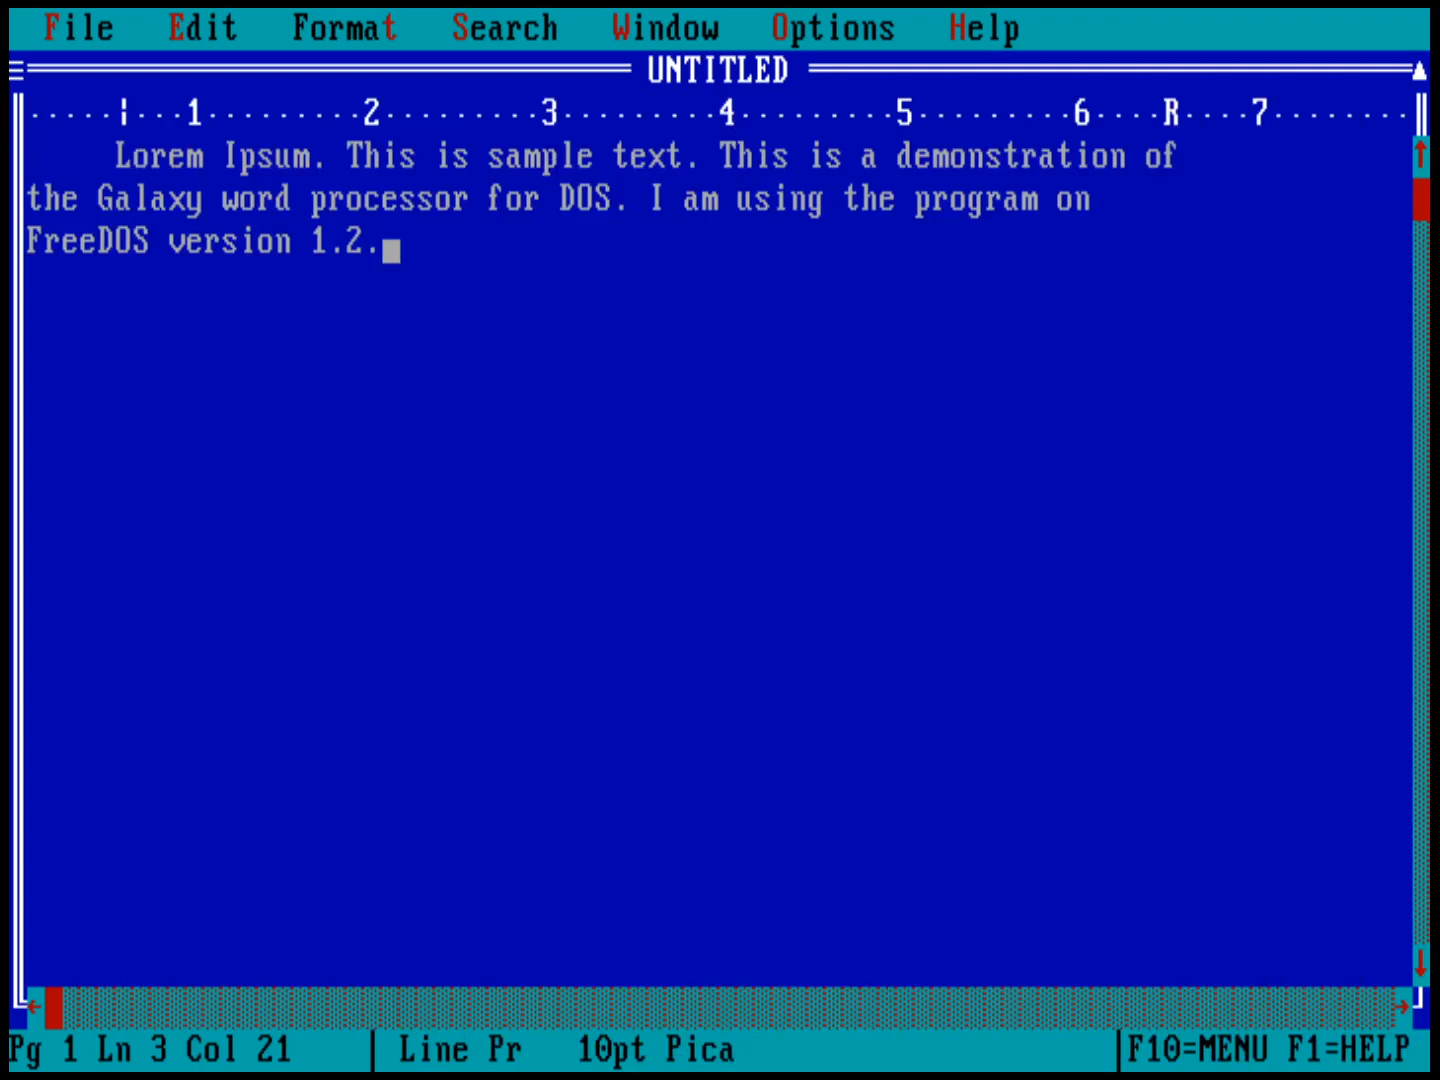 File Edit Format Search Window Options Help
UNTITLED
.....|...1.........2.........3.........4.........5.........6....R....7........
Lorem Ipsum. This is sample text. This is a demonstration of
the Galaxy word processor for DOS. I am using the program on
FreeDOS version 1.2.
Pg 1 Ln 3 Col 21 | Line Pr 10pt Pica |F10=MENU F1=HELP